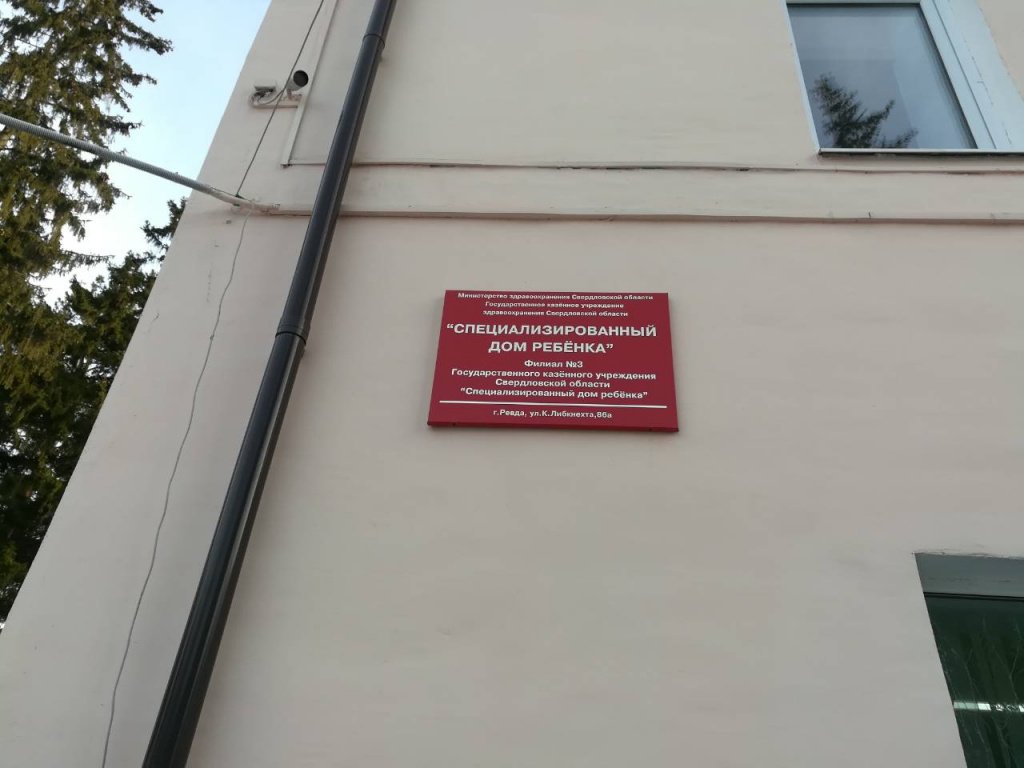 Министерство здравоохранения Свердловской области
Государственное казённое учреждение
здравоохранения Свердловской области
"СПЕЦИАЛИЗИРОВАННЫЙ
ДОМ РЕБЁНКА"
Филиал №3
Государственного казённого учреждения
Свердловской области
"Специализированный дом ребёнка"
г.Ревда, ул.К.Либкнехта,86а